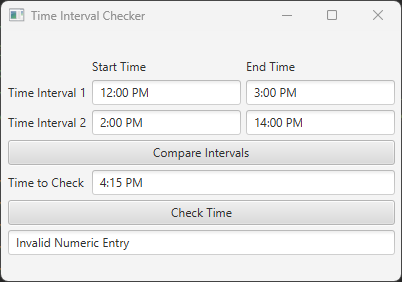 Time Interval Checker
Start Time End Time
Time Interval 1 12:00 PM 3:00 PM
Time Interval 2 2:00 PM 14:00 PM
Compare Intervals
Time to Check 4:15 PM
Check Time
Invalid Numeric Entry